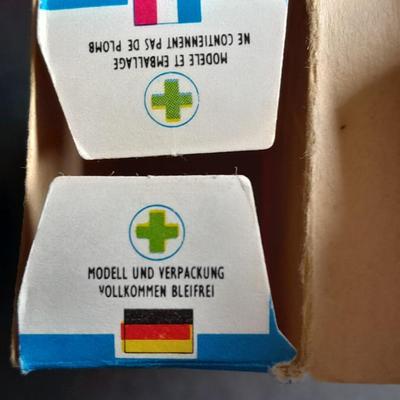 MODELE ET EMBALLAGE
NE CONTIENNENT PAS DE PLOMB
MODELL UND VERPACKUNG
VOLLKOMMEN BLEIFREI